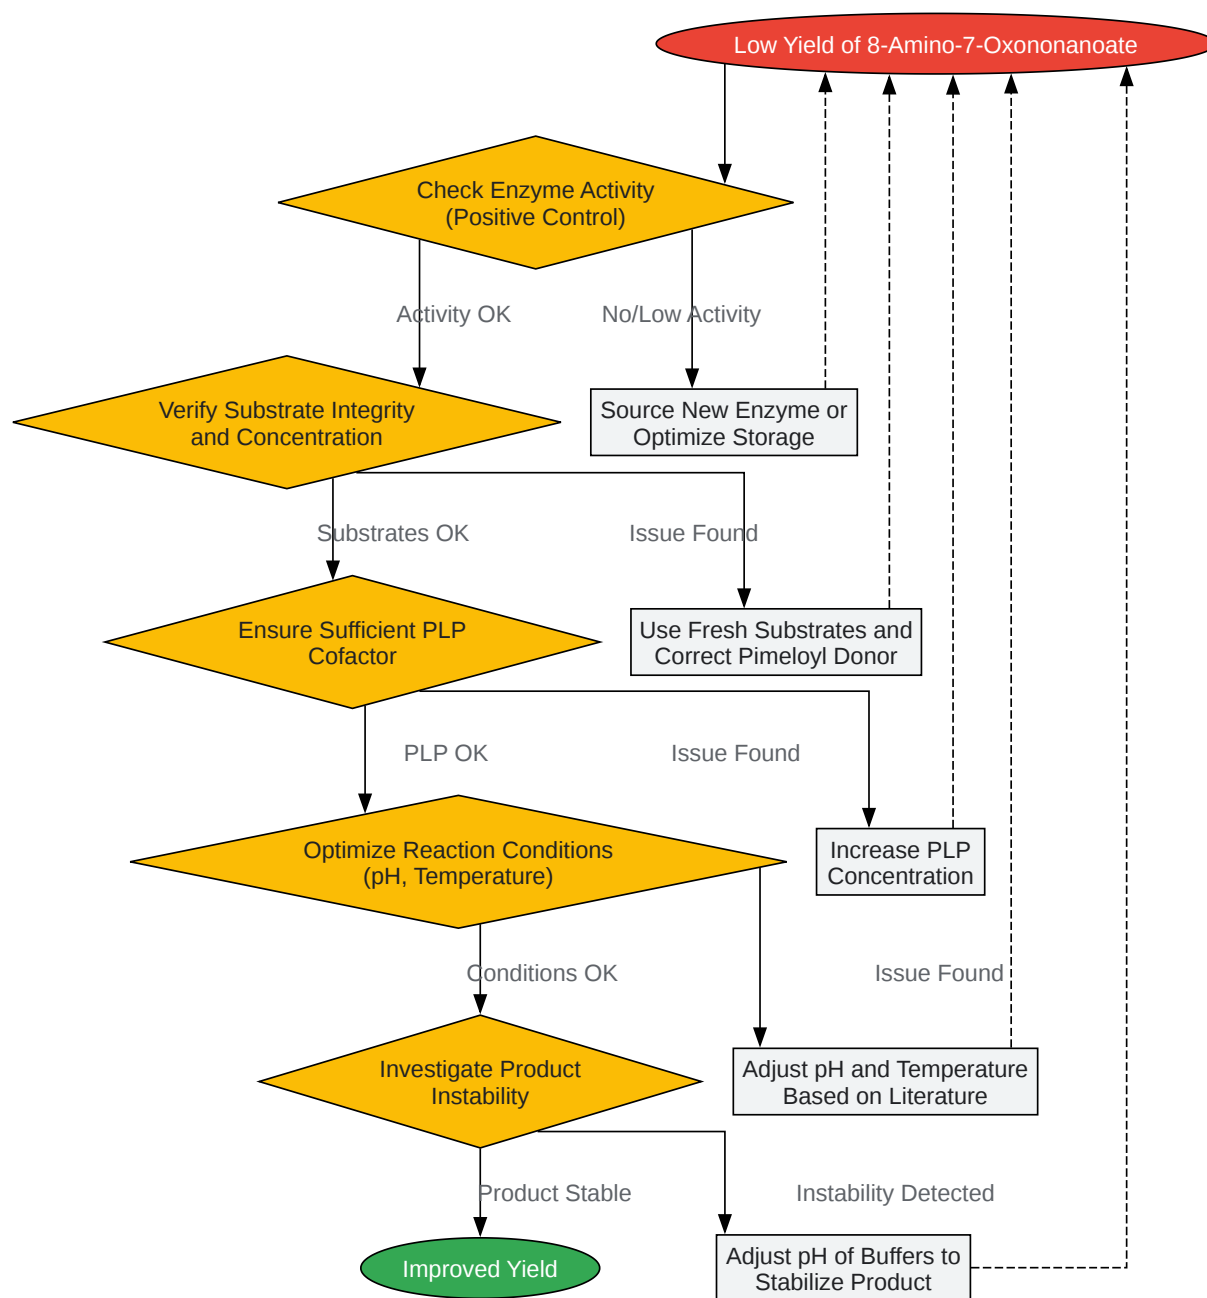 Low Yield of 8-Amino-7-Oxononanoate
Check Enzyme Activity
(Positive Control)
Activity OK
No/Low Activity
Verify Substrate Integrity
and Concentration
Source New Enzyme or
Optimize Storage
Substrates OK
Issue Found
Ensure Sufficient PLP
Cofactor
Use Fresh Substrates and
Correct Pimeloyl Donor
PLP OK
Issue Found
Optimize Reaction Conditions
(pH, Temperature)
Increase PLP
Concentration
Conditions OK
Issue Found
Investigate Product
Instability
Adjust pH and Temperature
Based on Literature
Product Stable
Instability Detected
Improved Yield
Adjust pH of Buffers to
Stabilize Product